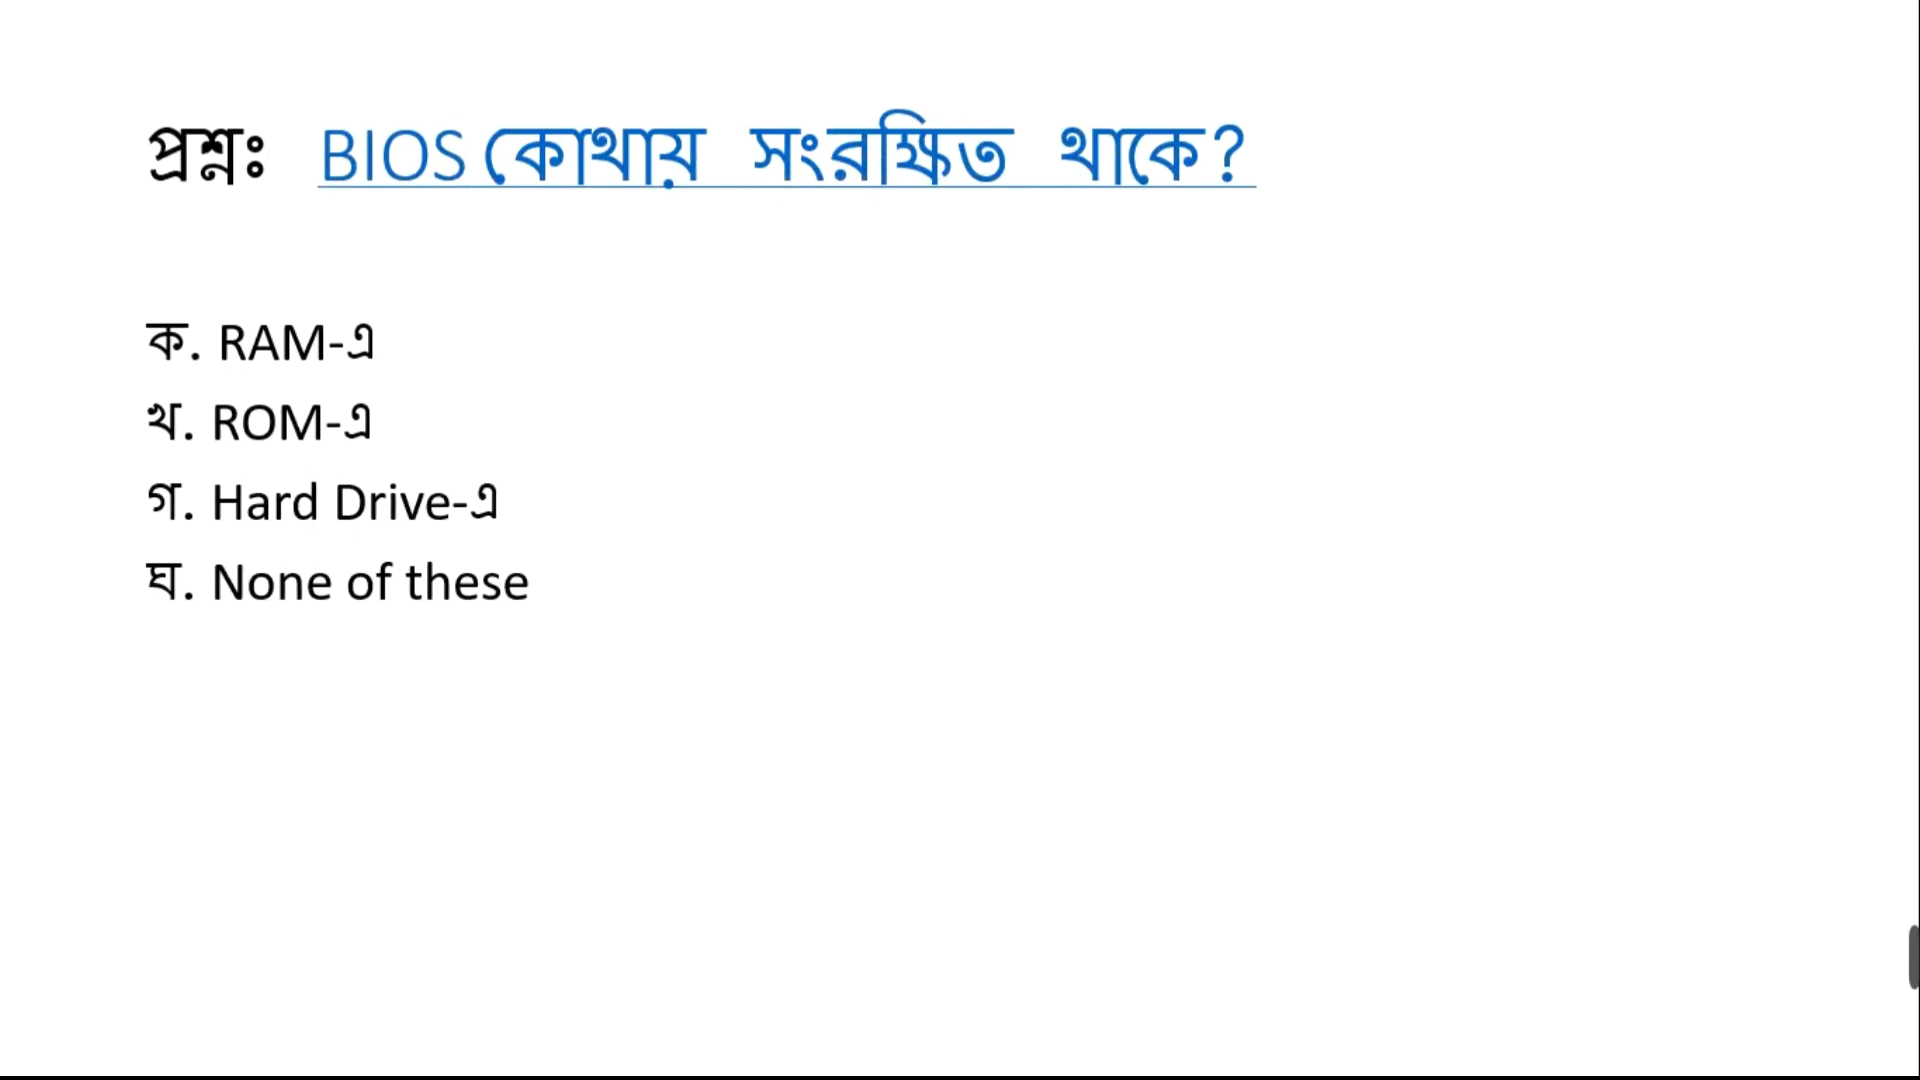 প্রশ্নঃ BIOS কোথায় সংরক্ষিত থাকে?
ক. RAM-এ
খ. ROM-এ
গ. Hard Drive-এ
ঘ. None of these